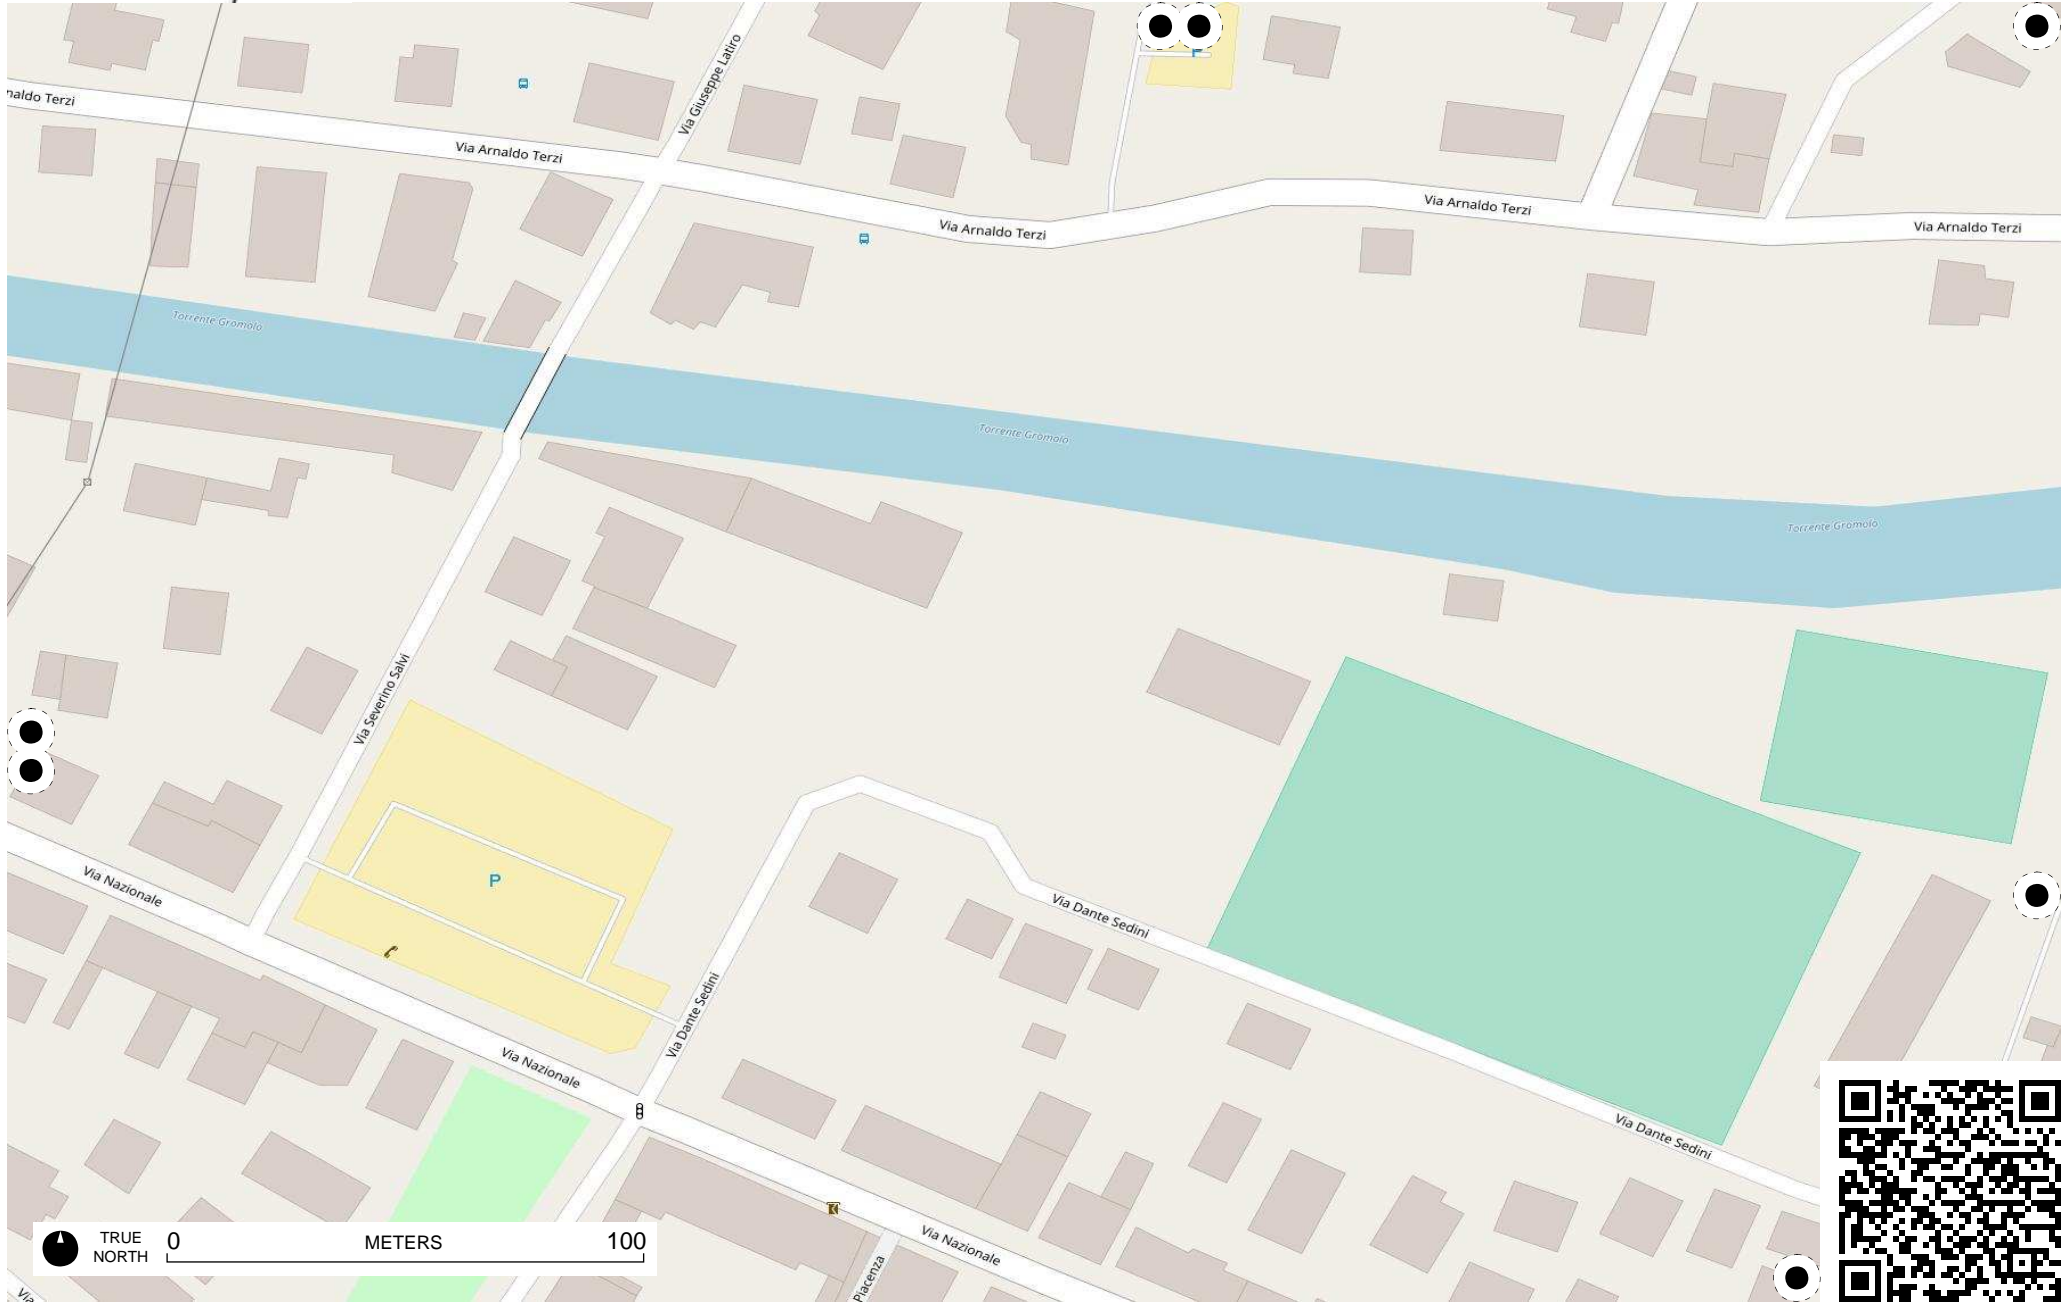 naldo Terzi
Via Giuseppe Latiro
P
Via Arnaldo Terzi
Via Arnaldo Terzi
Via Arnaldo Terzi
Via Arnaldo Terzi
Torrente Gromolo
Torrente Gromolo
Torrente Gromolo
Via Severino Salvi
Via Nazionale
P
Via Dante Sedini
Via Dante Sedini
Via Nazionale
Via Dante Sedini
Via Nazionale
Piacenza
Via
TRUE
NORTH
0 METERS 100